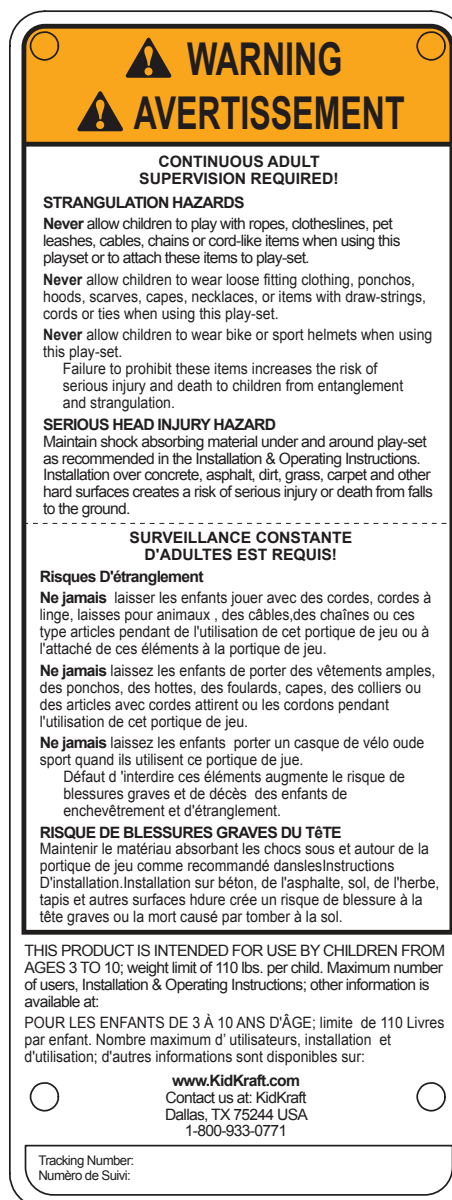 WARNING
AVERTISSEMENT
CONTINUOUS ADULT
SUPERVISION REQUIRED!
STRANGULATION HAZARDS
Never allow children to play with ropes, clotheslines, pet
leashes, cables, chains or cord-like items when using this
playset or to attach these items to play-set.
Never allow children to wear loose fitting clothing, ponchos,
hoods, scarves, capes, necklaces, or items with draw-strings,
cords or ties when using this play-set.
Never allow children to wear bike or sport helmets when using
this play-set.
Failure to prohibit these items increases the risk of
serious injury and death to children from entanglement
and strangulation.
SERIOUS HEAD INJURY HAZARD
Maintain shock absorbing material under and around play-set
as recommended in the Installation & Operating Instructions.
Installation over concrete, asphalt, dirt, grass, carpet and other
hard surfaces creates a risk of serious injury or death from falls
to the ground.
SURVEILLANCE CONSTANTE
D'ADULTES EST REQUIS!
Risques D'étranglement
Ne jamais laisser les enfants jouer avec des cordes, cordes à
linge, laisses pour animaux , des câbles,des chaînes ou ces
type articles pendant de l'utilisation de cet portique de jeu ou à
l'attaché de ces éléments à la portique de jeu.
Ne jamais laissez les enfants de porter des vêtements amples,
des ponchos, des hottes, des foulards, capes, des colliers ou
des articles avec cordes attirent ou les cordons pendant
l'utilisation de cet portique de jeu.
Ne jamais laissez les enfants porter un casque de vélo oude
sport quand ils utilisent ce portique de jue.
Défaut d 'interdire ces éléments augmente le risque de
blessures graves et de décès des enfants de
enchevêtrement et d'étranglement.
RISQUE DE BLESSURES GRAVES DU TêTE
Maintenir le matériau absorbant les chocs sous et autour de la
portique de jeu comme recommandé danslesInstructions
D'installation.Installation sur béton, de l'asphalte, sol, de l'herbe,
tapis et autres surfaces hdure crée un risque de blessure à la
tête graves ou la mort causé par tomber à la sol.
THIS PRODUCT IS INTENDED FOR USE BY CHILDREN FROM
AGES 3 TO 10; weight limit of 110 lbs. per child. Maximum number
of users, Installation & Operating Instructions; other information is
available at:
POUR LES ENFANTS DE 3 À 10 ANS D'ÂGE; limite de 110 Livres
par enfant. Nombre maximum d' utilisateurs, installation et
d'utilisation; d'autres informations sont disponibles sur:
www.KidKraft.com
Contact us at: KidKraft
Dallas, TX 75244 USA
1-800-933-0771
Tracking Number:
Numèro de Suivi: